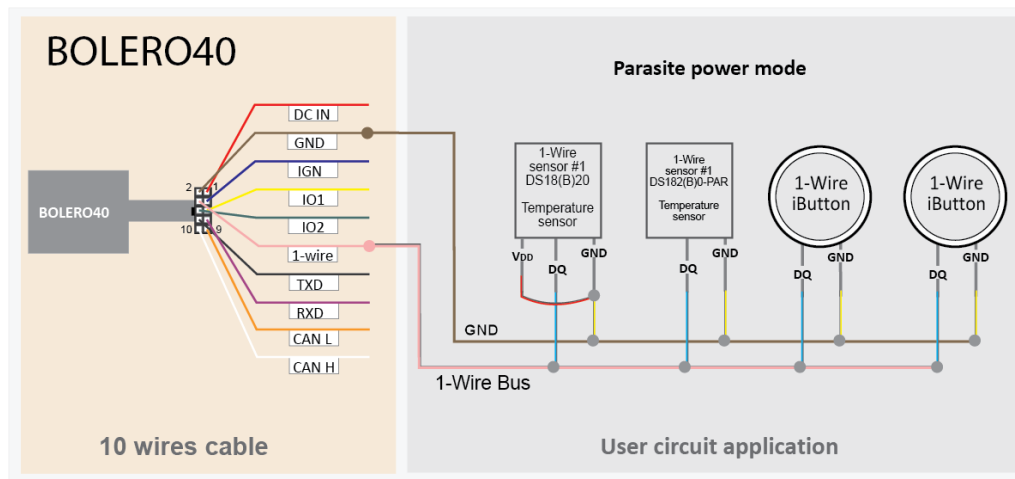 BOLERO40
Parasite power mode
DC IN
GND
IGN
IO1
IO2
1-wire
TXD
RXD
CAN L
CAN H
2
1
10
9
BOLERO40
1-Wire
sensor #1
DS18(B)20
Temperature
sensor
VDD
DQ
GND
1-Wire
sensor #1
DS182(B)0-PAR
Temperature
sensor
DQ
GND
1-Wire
iButton
DQ
GND
1-Wire
iButton
DQ
GND
GND
1-Wire Bus
10 wires cable
User circuit application